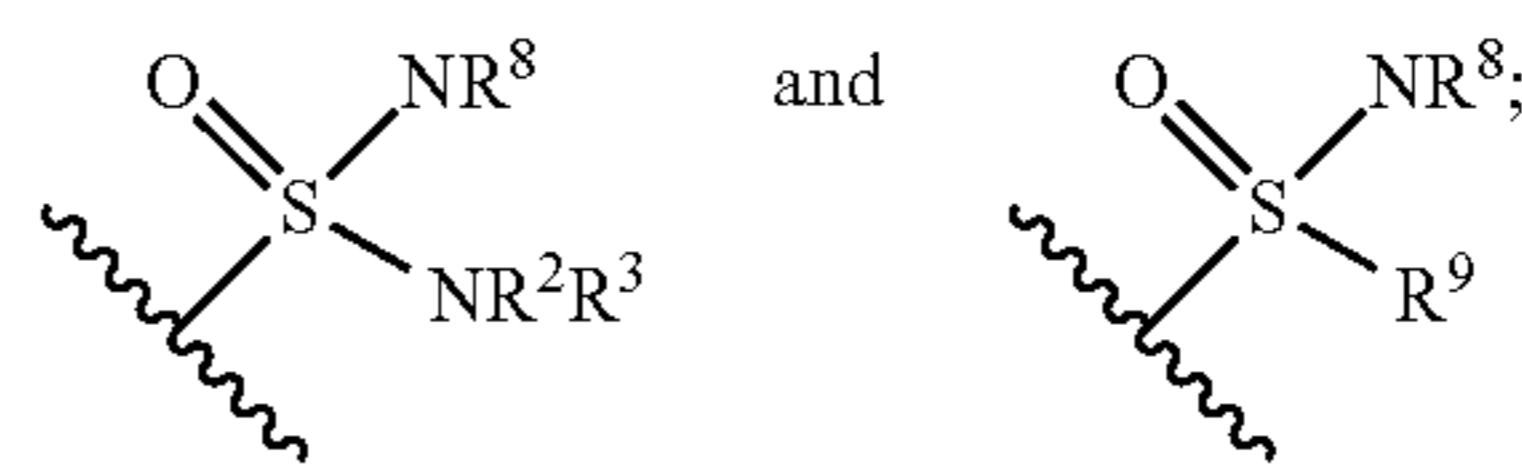 O NR⁸ and O NR⁸;
S S
NR²R³ R⁹